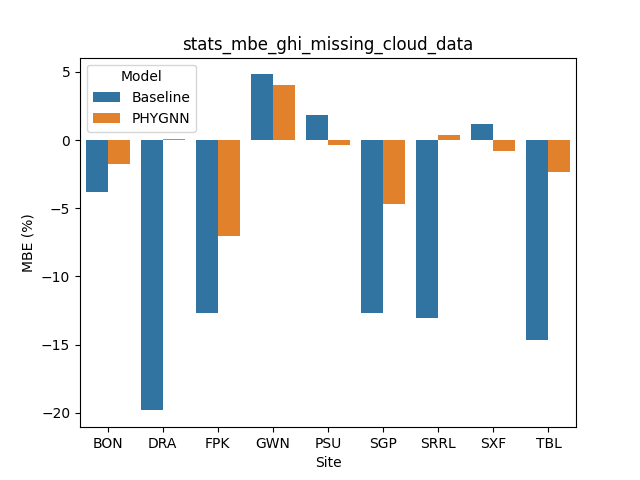 stats_mbe_ghi_missing_cloud_data
Model
Baseline
PHYGNN
5
0
−5
−10
−15
−20
MBE (%)
BON DRA FPK GWN PSU SGP SRRL SXF TBL
Site